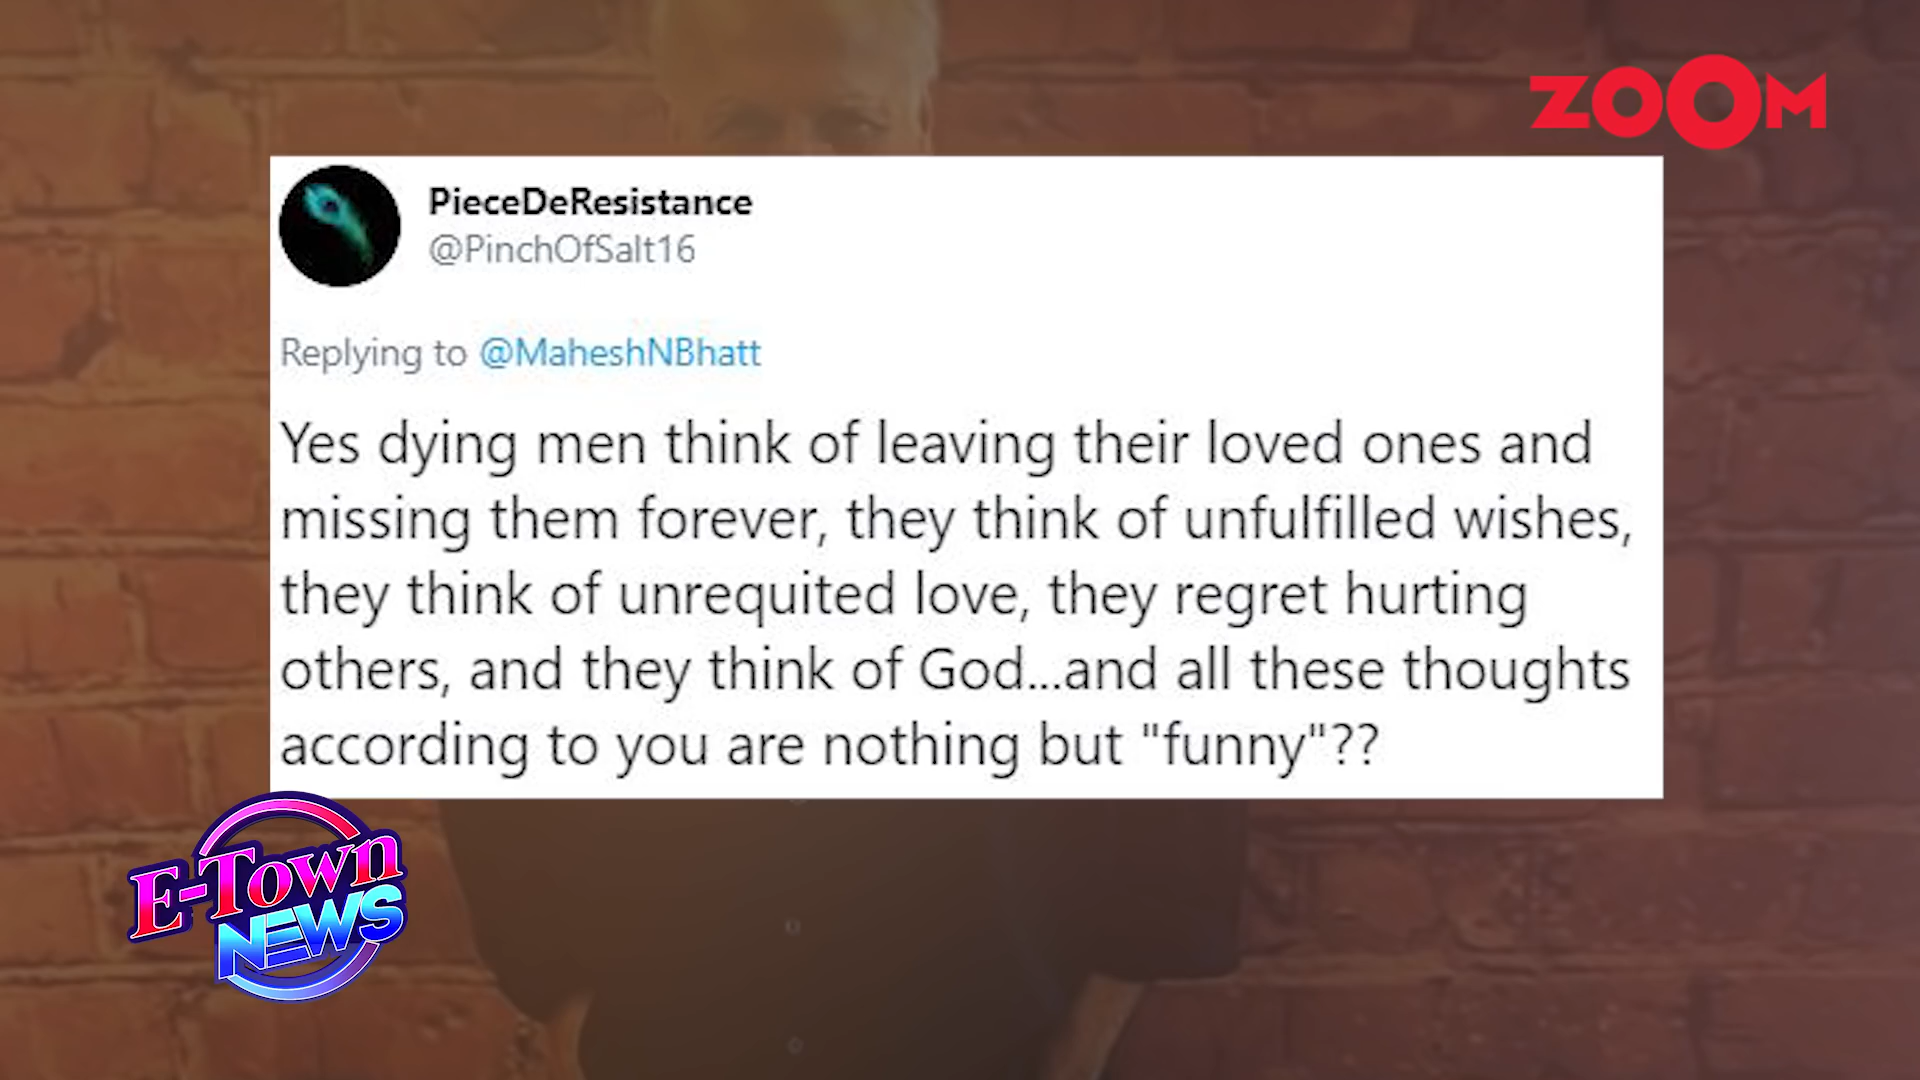 ZOOM
PieceDeResistance
@PinchOfSalt16
Replying to @MaheshNBhatt
Yes dying men think of leaving their loved ones and
missing them forever, they think of unfulfilled wishes,
they think of unrequited love, they regret hurting
others, and they think of God...and all these thoughts
according to you are nothing but "funny"??
E-Town
NEWS